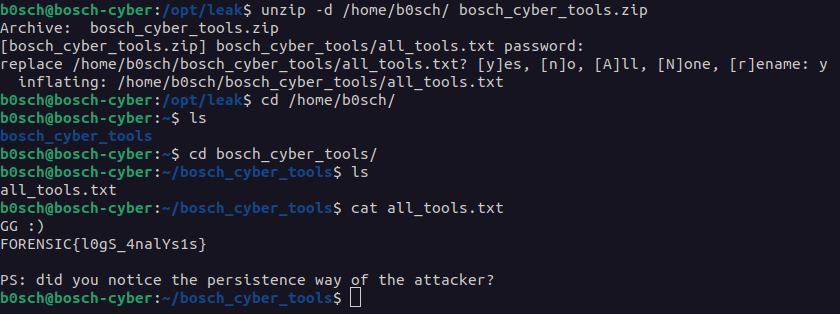 b0sch@bosch-cyber:/opt/leak$ unzip -d /home/b0sch/ bosch_cyber_tools.zip
Archive:  bosch_cyber_tools.zip
[bosch_cyber_tools.zip] bosch_cyber_tools/all_tools.txt password:
replace /home/b0sch/bosch_cyber_tools/all_tools.txt? [y]es, [n]o, [A]ll, [N]one, [r]ename: y
  inflating: /home/b0sch/bosch_cyber_tools/all_tools.txt
b0sch@bosch-cyber:/opt/leak$ cd /home/b0sch/
b0sch@bosch-cyber:~$ ls
bosch_cyber_tools
b0sch@bosch-cyber:~$ cd bosch_cyber_tools/
b0sch@bosch-cyber:~/bosch_cyber_tools$ ls
all_tools.txt
b0sch@bosch-cyber:~/bosch_cyber_tools$ cat all_tools.txt
GG :)
FORENSIC{l0gS_4nalYs1s}
PS: did you notice the persistence way of the attacker?
b0sch@bosch-cyber:~/bosch_cyber_tools$